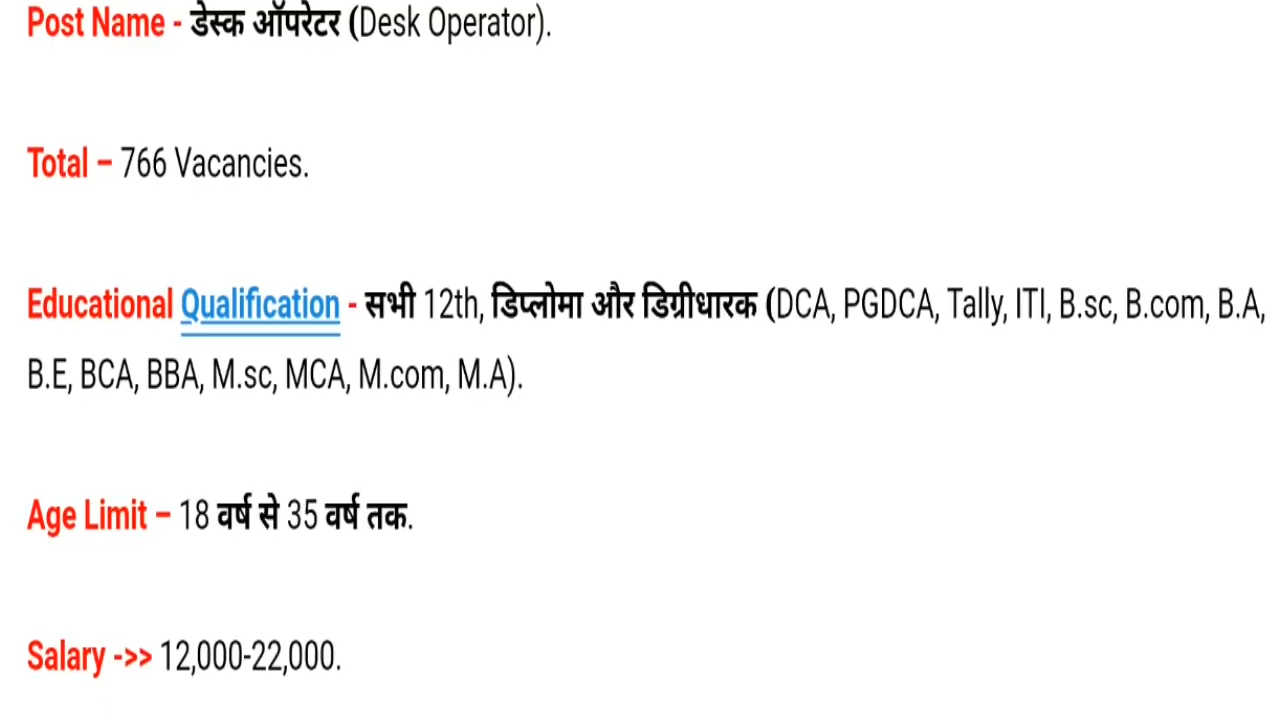 Post Name - डेस्क ऑपरेटर (Desk Operator).
Total – 766 Vacancies.
Educational Qualification - सभी 12th, डिप्लोमा और डिग्रीधारक (DCA, PGDCA, Tally, ITI, B.sc, B.com, B.A,
B.E, BCA, BBA, M.sc, MCA, M.com, M.A).
Age Limit – 18 वर्ष से 35 वर्ष तक.
Salary ->> 12,000-22,000.